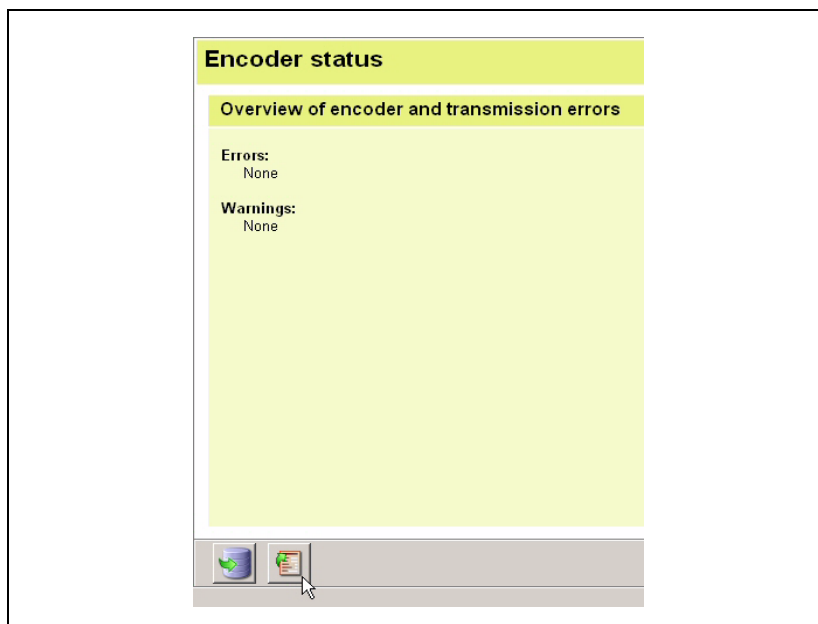 Encoder status
Overview of encoder and transmission errors
Errors:
None
Warnings:
None